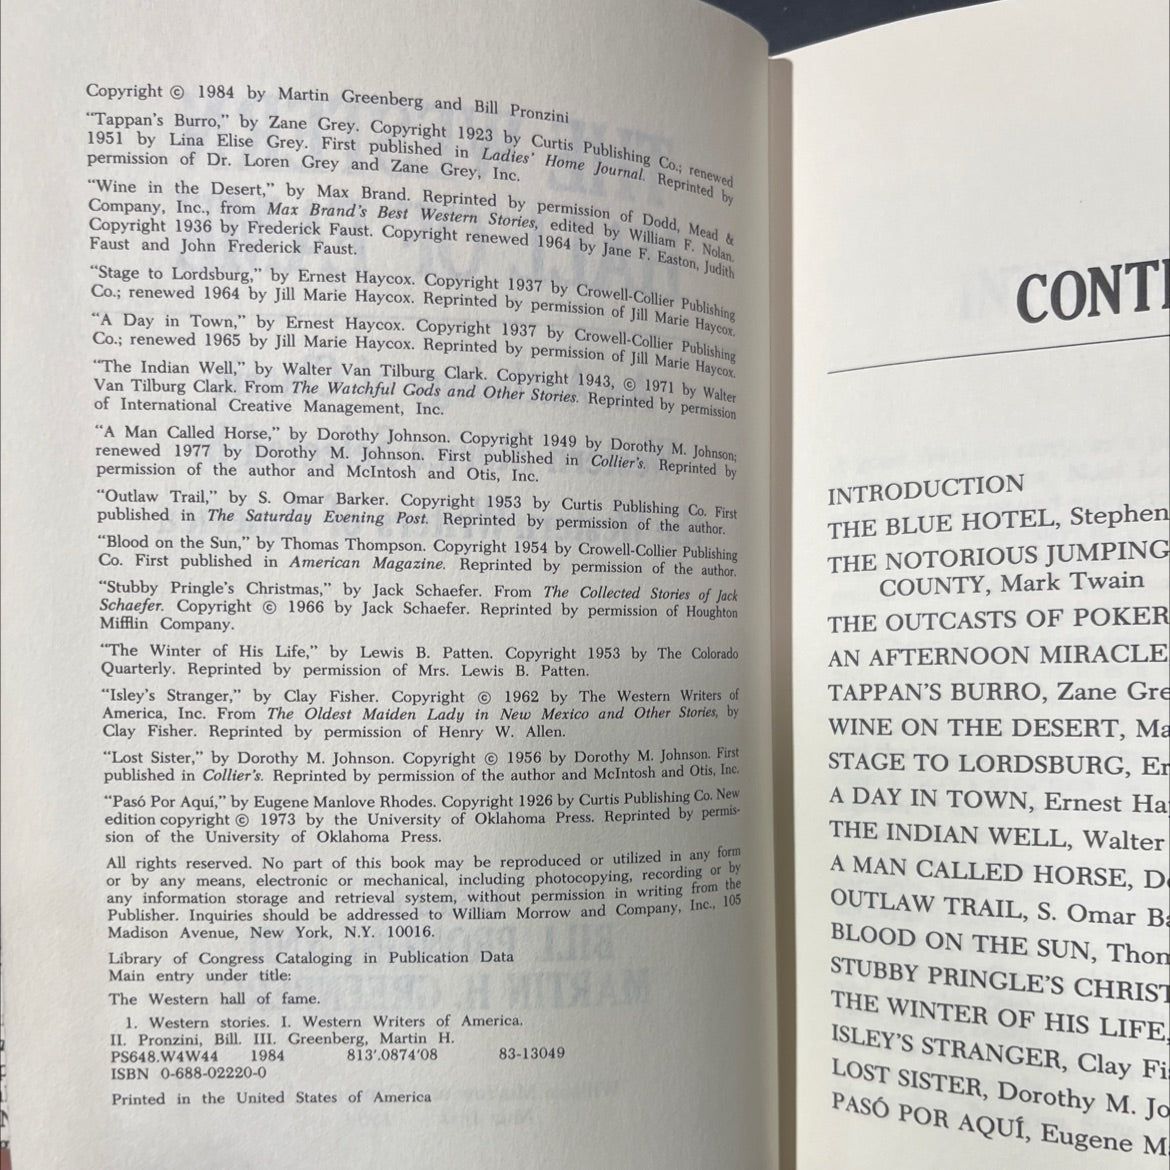 Copyright © 1984 by Martin Greenberg and Bill Pronzini
“Tappan’s Burro,” by Zane Grey. Copyright 1923 by Curtis Publishing Co.; renewed
1951 by Lina Elise Grey. First published in Ladies’ Home Journal. Reprinted by
permission of Dr. Loren Grey and Zane Grey, Inc.
“Wine in the Desert,” by Max Brand. Reprinted by permission of Dodd, Mead &
Company, Inc., from Max Brand’s Best Western Stories, edited by William F. Nolan.
Copyright 1936 by Frederick Faust. Copyright renewed 1964 by Jane F. Easton, Judith
Faust and John Frederick Faust.
“Stage to Lordsburg,” by Ernest Haycox. Copyright 1937 by Crowell-Collier Publishing
Co.; renewed 1964 by Jill Marie Haycox. Reprinted by permission of Jill Marie Haycox.
“A Day in Town,” by Ernest Haycox. Copyright 1937 by Crowell-Collier Publishing
Co.; renewed 1965 by Jill Marie Haycox. Reprinted by permission of Jill Marie Haycox.
“The Indian Well,” by Walter Van Tilburg Clark. Copyright 1943, © 1971 by Walter
Van Tilburg Clark. From The Watchful Gods and Other Stories. Reprinted by permission
of International Creative Management, Inc.
“A Man Called Horse,” by Dorothy Johnson. Copyright 1949 by Dorothy M. Johnson;
renewed 1977 by Dorothy M. Johnson. First published in Collier’s. Reprinted by
permission of the author and McIntosh and Otis, Inc.
“Outlaw Trail,” by S. Omar Barker. Copyright 1953 by Curtis Publishing Co. First
published in The Saturday Evening Post. Reprinted by permission of the author.
“Blood on the Sun,” by Thomas Thompson. Copyright 1954 by Crowell-Collier Publishing
Co. First published in American Magazine. Reprinted by permission of the author.
“Stubby Pringle’s Christmas,” by Jack Schaefer. From The Collected Stories of Jack
Schaefer. Copyright © 1966 by Jack Schaefer. Reprinted by permission of Houghton
Mifflin Company.
“The Winter of His Life,” by Lewis B. Patten. Copyright 1953 by The Colorado
Quarterly. Reprinted by permission of Mrs. Lewis B. Patten.
“Isley’s Stranger,” by Clay Fisher. Copyright © 1962 by The Western Writers of
America, Inc. From The Oldest Maiden Lady in New Mexico and Other Stories, by
Clay Fisher. Reprinted by permission of Henry W. Allen.
“Lost Sister,” by Dorothy M. Johnson. Copyright © 1956 by Dorothy M. Johnson. First
published in Collier’s. Reprinted by permission of the author and McIntosh and Otis, Inc.
“Pasó Por Aquí,” by Eugene Manlove Rhodes. Copyright 1926 by Curtis Publishing Co. New
edition copyright © 1973 by the University of Oklahoma Press. Reprinted by permis-
sion of the University of Oklahoma Press.
All rights reserved. No part of this book may be reproduced or utilized in any form
or by any means, electronic or mechanical, including photocopying, recording or by
any information storage and retrieval system, without permission in writing from the
Publisher. Inquiries should be addressed to William Morrow and Company, Inc., 105
Madison Avenue, New York, N.Y. 10016.
Library of Congress Cataloging in Publication Data
Main entry under title:
The Western hall of fame.
1. Western stories. I. Western Writers of America.
II. Pronzini, Bill. III. Greenberg, Martin H.
PS648.W4W44 1984 813′.0874′08 83-13049
ISBN 0-688-02220-0
Printed in the United States of America
CONTE
INTRODUCTION
THE BLUE HOTEL, Stephen
THE NOTORIOUS JUMPING
COUNTY, Mark Twain
THE OUTCASTS OF POKER
AN AFTERNOON MIRACLE
TAPPAN’S BURRO, Zane Gre
WINE ON THE DESERT, Ma
STAGE TO LORDSBURG, Er
A DAY IN TOWN, Ernest Ha
THE INDIAN WELL, Walter
A MAN CALLED HORSE, Do
OUTLAW TRAIL, S. Omar Ba
BLOOD ON THE SUN, Thom
STUBBY PRINGLE’S CHRIST
THE WINTER OF HIS LIFE,
ISLEY’S STRANGER, Clay Fi
LOST SISTER, Dorothy M. Jo
PASÓ POR AQUÍ, Eugene M